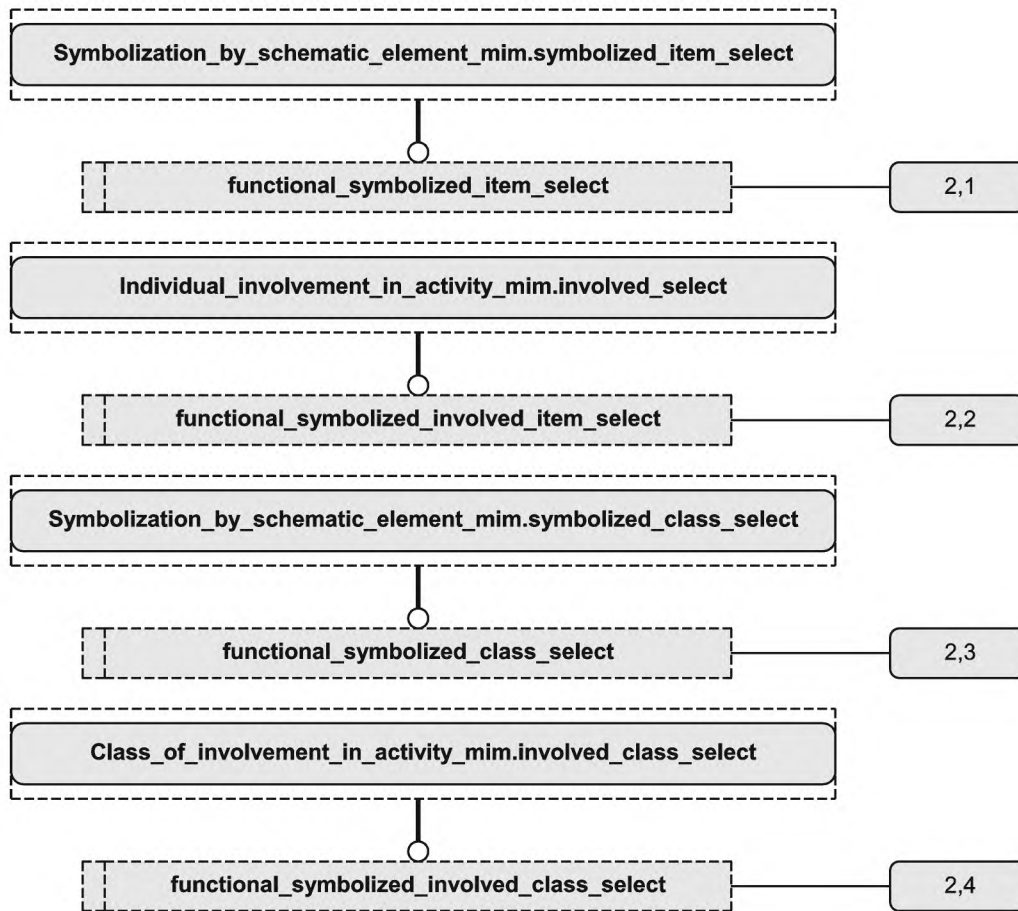 Symbolization_by_schematic_element_mim.symbolized_item_select
functional_symbolized_item_select
2,1
Individual_involvement_in_activity_mim.involved_select
functional_symbolized_involved_item_select
2,2
Symbolization_by_schematic_element_mim.symbolized_class_select
functional_symbolized_class_select
2,3
Class_of_involvement_in_activity_mim.involved_class_select
functional_symbolized_involved_class_select
2,4